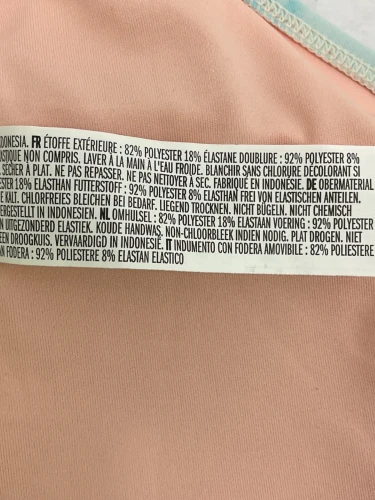 DONESIA. FR ÉTOFFE EXTÉRIEURE : 82% POLYESTER 18% ÉLASTANE DOUBLURE : 92% POLYESTER 8%
ASTIQUE NON COMPRIS. LAVER À LA MAIN À L'EAU FROIDE. BLANCHIR SANS CHLORURE DÉCOLORANT SI
SÉCHER À PLAT. NE PAS REPASSER. NE PAS NETTOYER À SEC. FABRIQUÉ EN INDONÉSIE. DE OBERMATERIAL
ESTER 18% ELASTHAN FUTTERSTOFF : 92% POLYESTER 8% ELASTHAN FREI VON ELASTISCHEN ANTEILEN.
E KALT. CHLORFREIES BLEICHEN BEI BEDARF. LIEGEND TROCKNEN. NICHT BÜGELN. NICHT CHEMISCH
ERGESTELLT IN INDONESIEN. NL OMHULSEL : 82% POLYESTER 18% ELASTAAN VOERING : 92% POLYESTER
N UITGEZONDERD ELASTIEK. KOUDE HANDWAS. NON-CHLOORBLEEK INDIEN NODIG. PLAT DROGEN. NIET
EEN DROOGKUIS. VERVAARDIGD IN INDONESIË. IT INDUMENTO CON FODERA AMOVIBILE : 82% POLIESTERE
AN FODERA : 92% POLIESTERE 8% ELASTAN ELASTICO